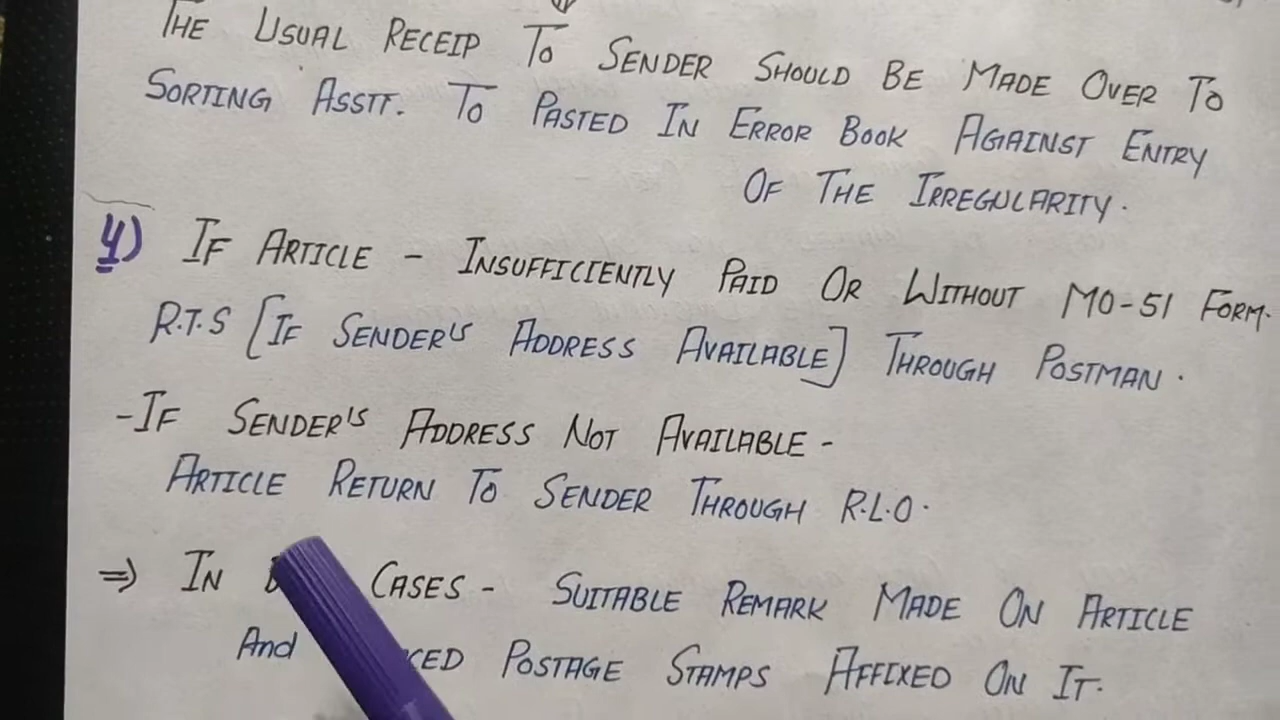 THE USUAL RECEIP TO SENDER SHOULD BE MADE OVER TO
SORTING ASSTT. TO PASTED IN ERROR BOOK AGAINST ENTRY
OF THE IRREGULARITY.
4) IF ARTICLE - INSUFFICIENTLY PAID OR WITHOUT MO-51 FORM.
R.T.S [IF SENDER'S ADDRESS AVAILABLE] THROUGH POSTMAN.
- IF SENDER'S ADDRESS NOT AVAILABLE -
ARTICLE RETURN TO SENDER THROUGH R.L.O.
⇒ IN CASES - SUITABLE REMARK MADE ON ARTICLE
And POSTAGE STAMPS AFFIXED ON IT.